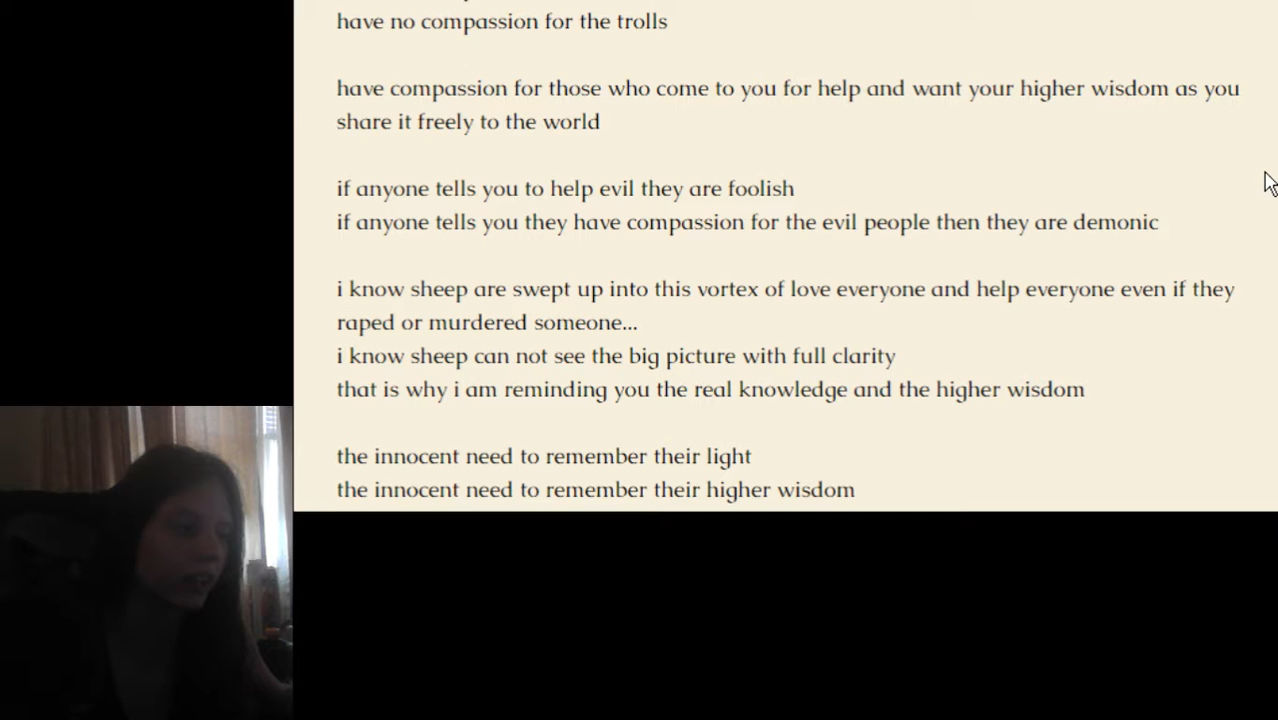 have no compassion for the trolls
have compassion for those who come to you for help and want your higher wisdom as you
share it freely to the world
if anyone tells you to help evil they are foolish
if anyone tells you they have compassion for the evil people then they are demonic
i know sheep are swept up into this vortex of love everyone and help everyone even if they
raped or murdered someone...
i know sheep can not see the big picture with full clarity
that is why i am reminding you the real knowledge and the higher wisdom
the innocent need to remember their light
the innocent need to remember their higher wisdom